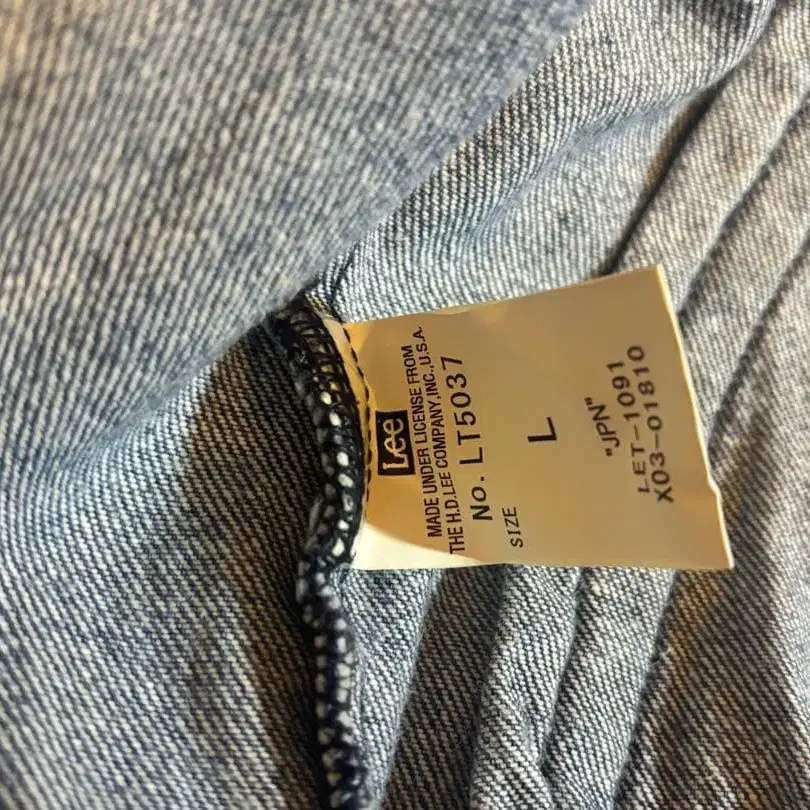 Lee
MADE UNDER LICENSE FROM
THE H.D.LEE COMPANY,INC.,U.S.A.
No. LT5037
SIZE
L
"JPN"
LET-1091
X03-01810